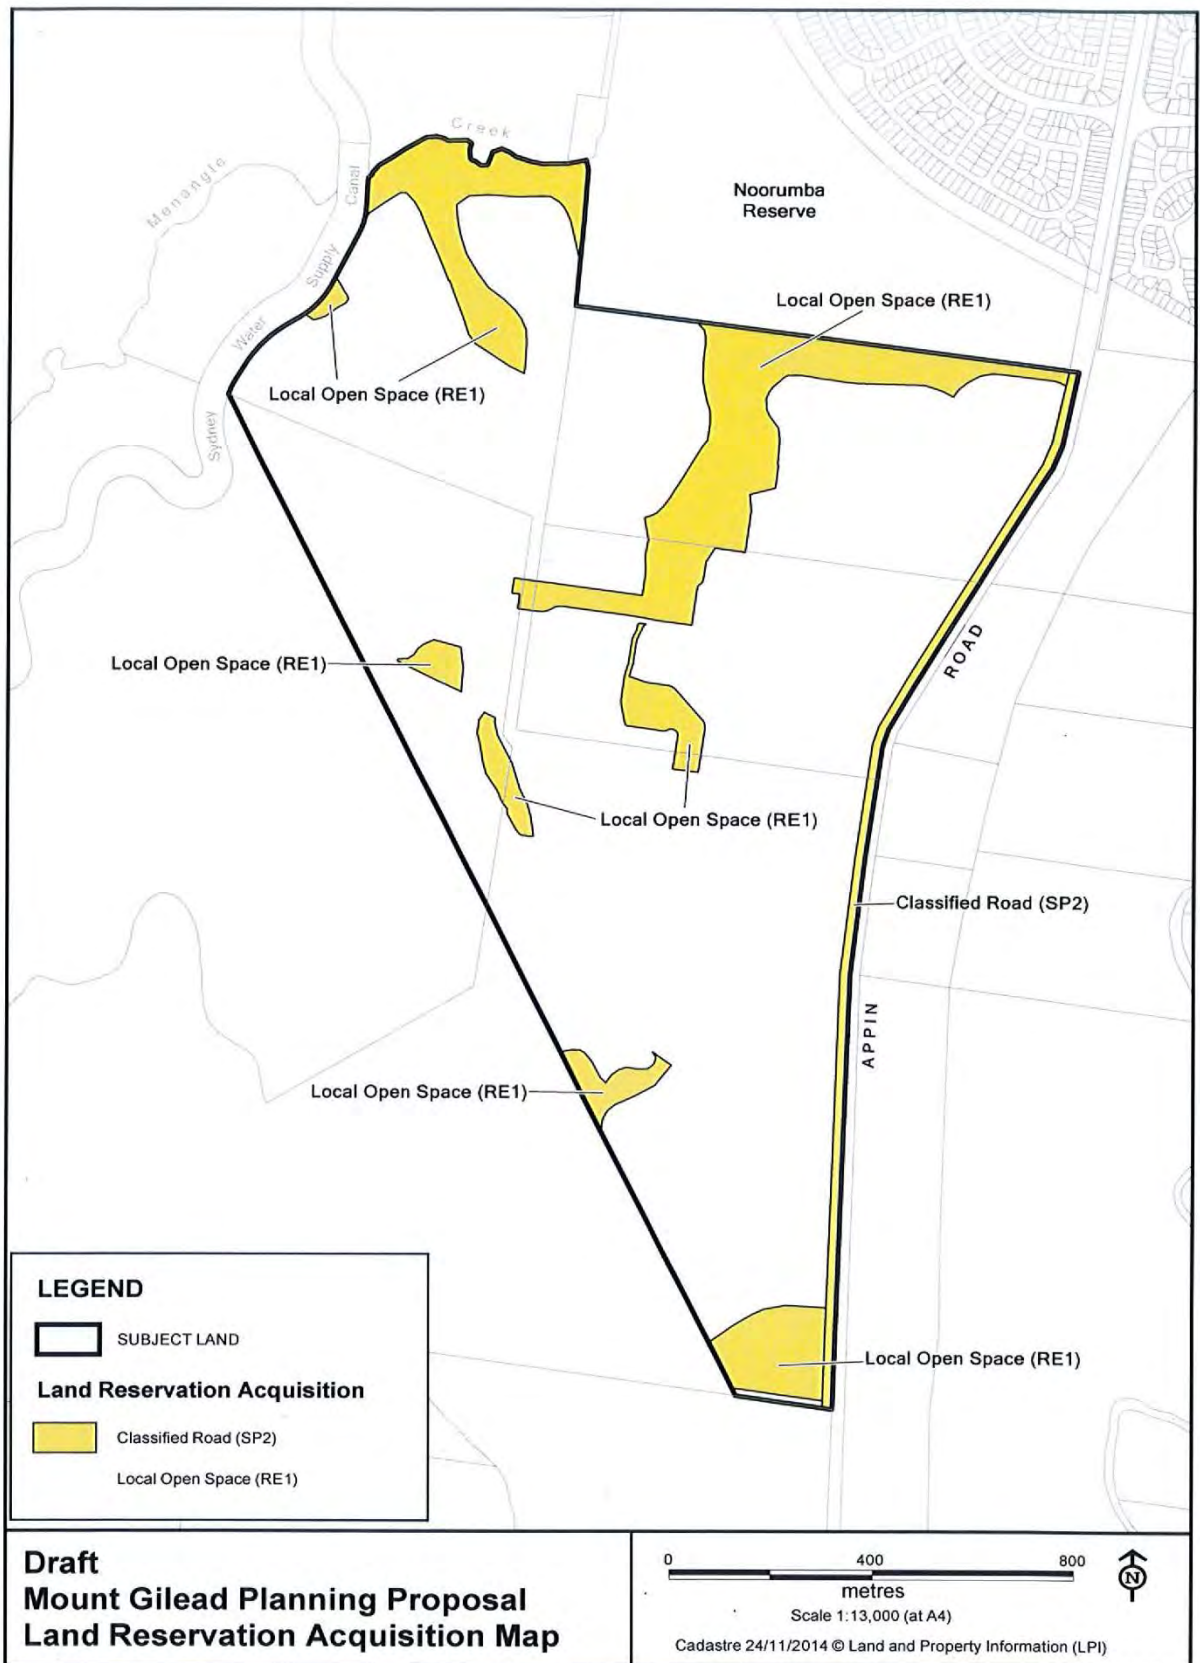 Creek
Menangle
Canal
Supply
Water
Sydney
Noorumba
Reserve
Local Open Space (RE1)
Local Open Space (RE1)
Local Open Space (RE1)
ROAD
Local Open Space (RE1)
Classified Road (SP2)
APPIN
Local Open Space (RE1)
Local Open Space (RE1)
LEGEND
SUBJECT LAND
Land Reservation Acquisition
Classified Road (SP2)
Local Open Space (RE1)
Draft
Mount Gilead Planning Proposal
Land Reservation Acquisition Map
0 400 800
metres
Scale 1:13,000 (at A4)
Cadastre 24/11/2014 © Land and Property Information (LPI)
N